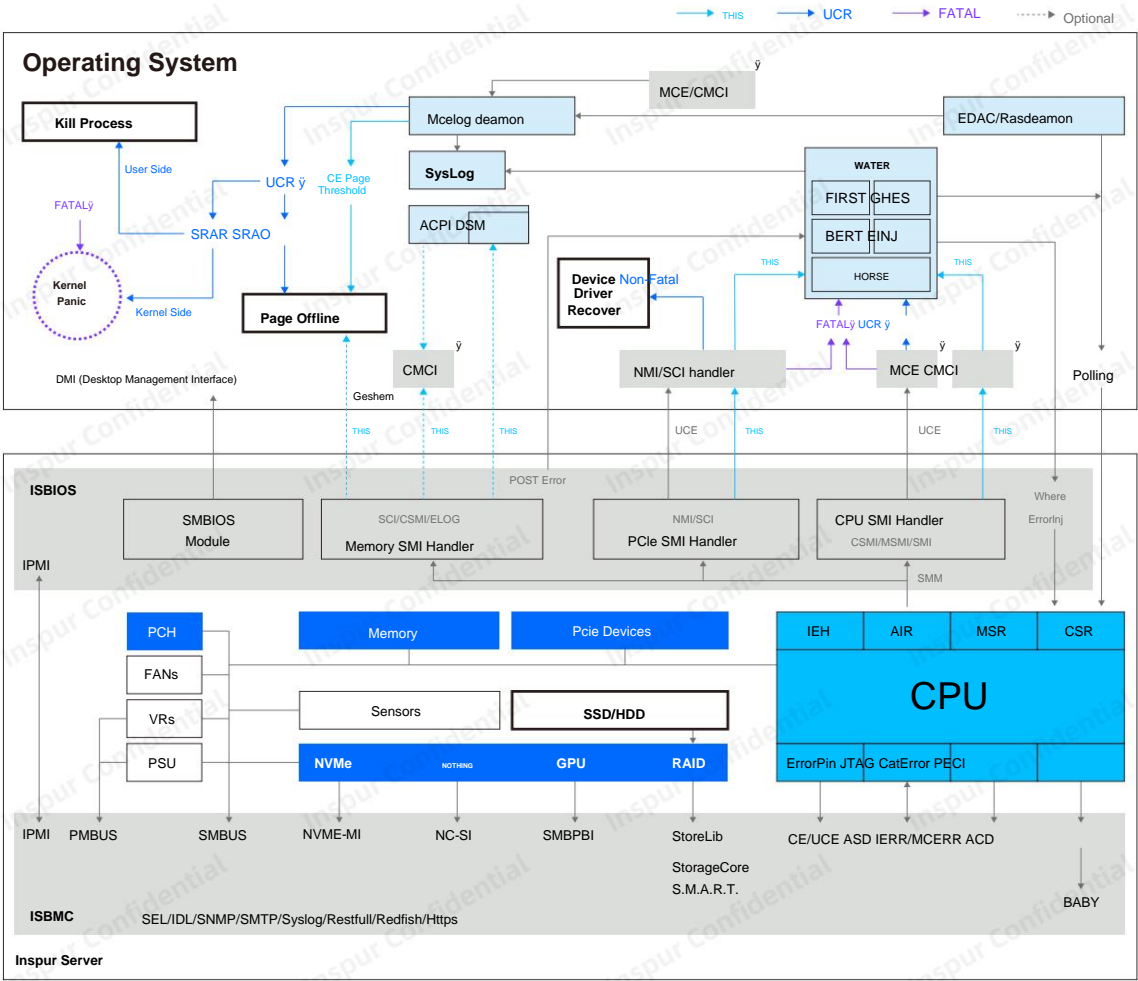 THIS
UCR
FATAL
Optional
Operating System
ÿ
MCE/CMCI
Kill Process
Mcelog deamon
EDAC/Rasdeamon
User Side
UCR ÿ
CE Page
Threshold
SysLog
WATER
FIRST GHES
FATALÿ
SRAR SRAO
ACPI DSM
BERT EINJ
THIS
THIS
HORSE
Kernel
Panic
Device Non-Fatal
Driver
Recover
Kernel Side
Page Offline
FATALÿ UCR ÿ
ÿ
ÿ
ÿ
DMI (Desktop Management Interface)
CMCI
NMI/SCI handler
MCE CMCI
Polling
Geshem
THIS
THIS
THIS
UCE
THIS
UCE
THIS
ISBIOS
POST Error
Where
ErrorInj
SMBIOS
Module
SCI/CSMI/ELOG
Memory SMI Handler
NMI/SCI
PCIe SMI Handler
CPU SMI Handler
CSMI/MSMI/SMI
IPMI
SMM
PCH
Memory
Pcie Devices
IEH
AIR
MSR
CSR
FANs
CPU
VRs
Sensors
SSD/HDD
PSU
NVMe
NOTHING
GPU
RAID
ErrorPin JTAG CatError PECI
IPMI
PMBUS
SMBUS
NVME-MI
NC-SI
SMBPBI
StoreLib
CE/UCE ASD IERR/MCERR ACD
StorageCore
S.M.A.R.T.
BABY
ISBMC
SEL/IDL/SNMP/SMTP/Syslog/Restfull/Redfish/Https
Inspur Server
Inspur Confidential